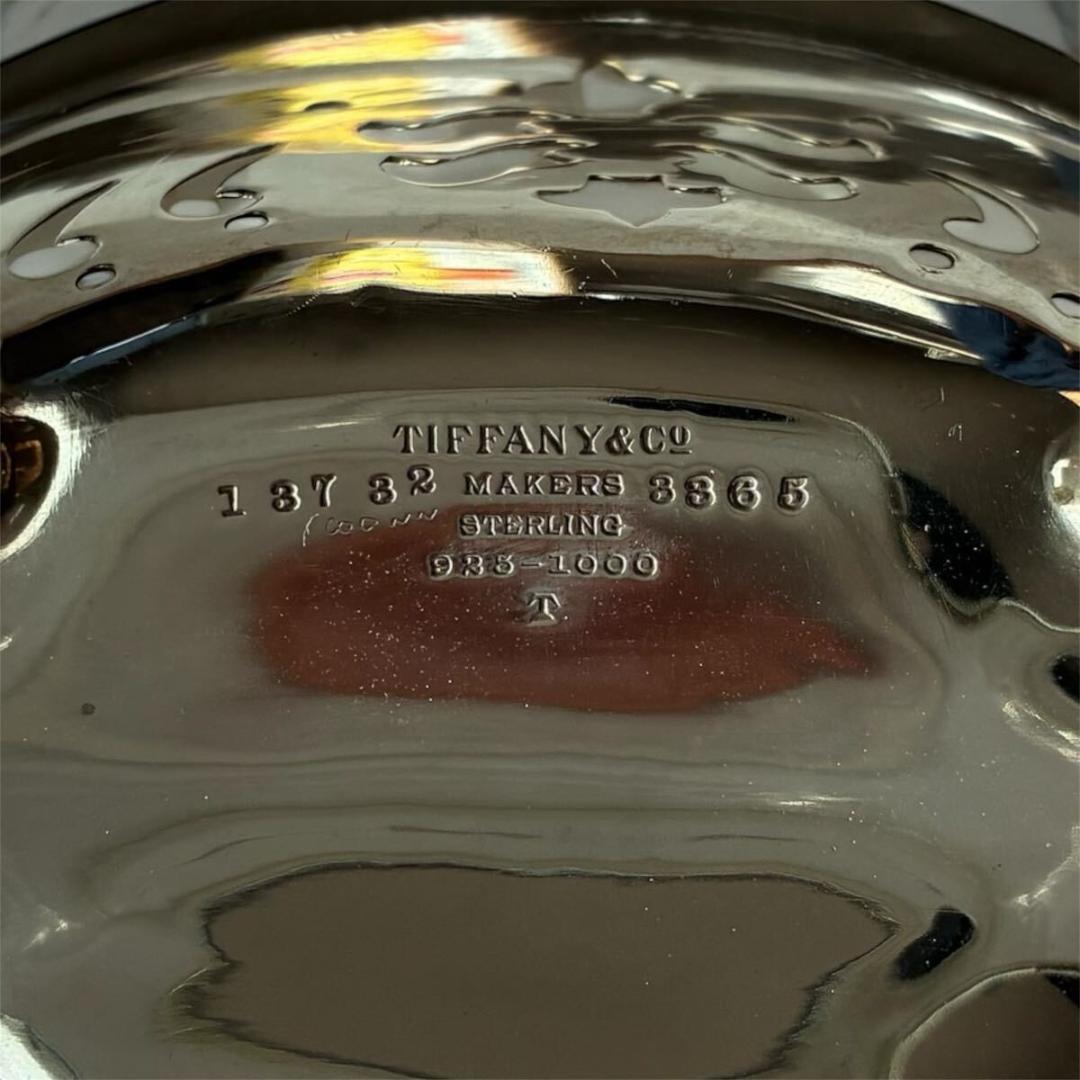 TIFFANY & Co
13732 MAKERS 3365
STERLING
925-1000
T